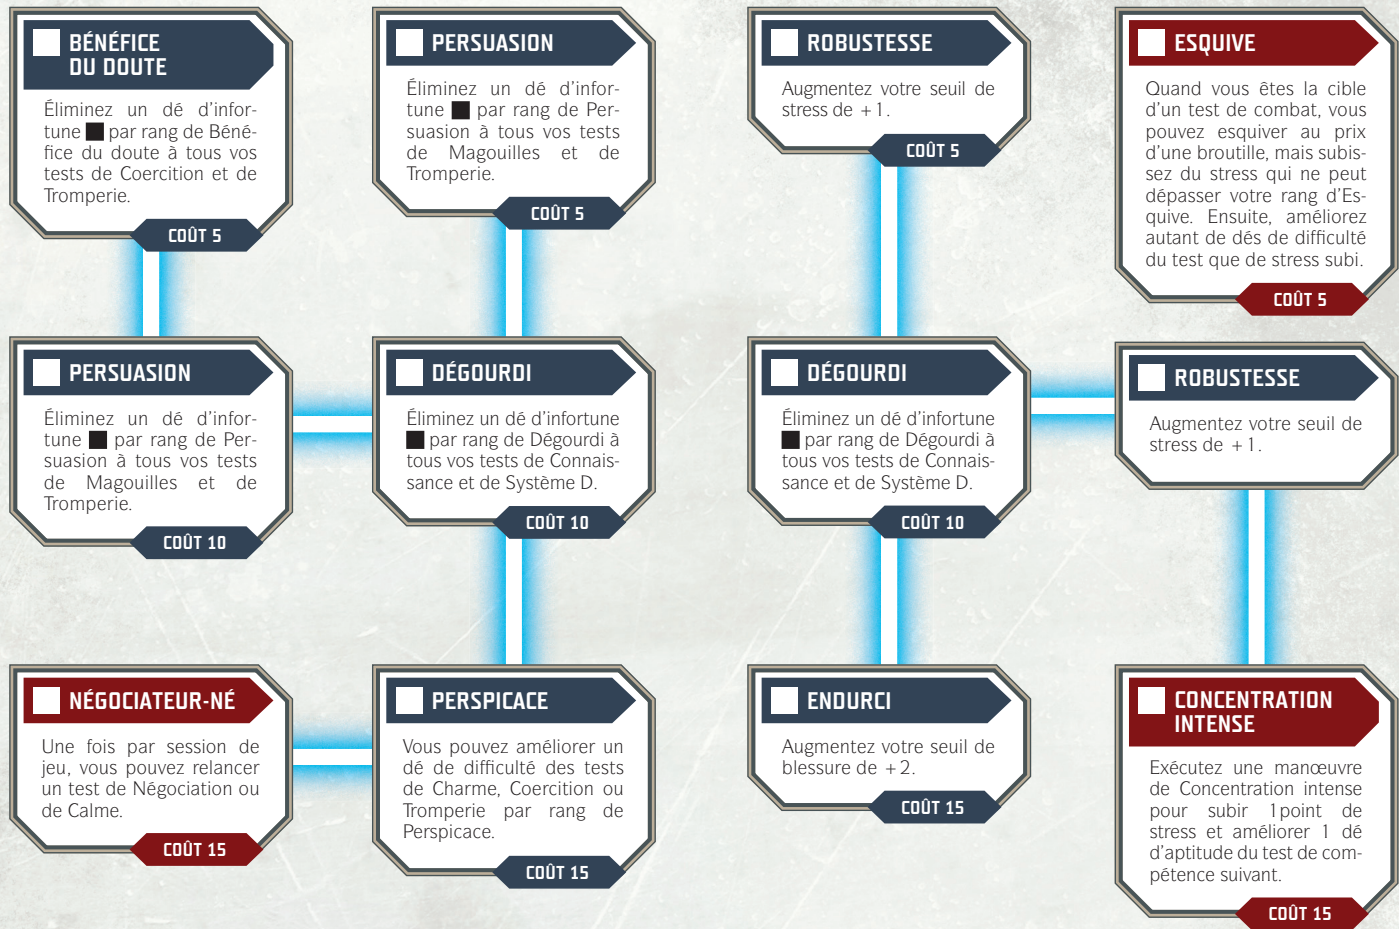 BÉNÉFICE
DU DOUTE
Éliminez un dé d'infor-
tune par rang de Béné-
fice du doute à tous vos
tests de Coercition et de
Tromperie.
COÛT 5
PERSUASION
Éliminez un dé d'infor-
tune par rang de Per-
suasion à tous vos tests
de Magouilles et de
Tromperie.
COÛT 5
ROBUSTESSE
Augmentez votre seuil de
stress de +1.
COÛT 5
ESQUIVE
Quand vous êtes la cible
d'un test de combat, vous
pouvez esquiver au prix
d'une broutille, mais subis-
sez du stress qui ne peut
dépasser votre rang d'Es-
quive. Ensuite, améliorez
autant de dés de difficulté
du test que de stress subi.
COÛT 5
PERSUASION
Éliminez un dé d'infor-
tune par rang de Per-
suasion à tous vos tests
de Magouilles et de
Tromperie.
COÛT 10
DÉGOURDI
Éliminez un dé d'infortune
par rang de Dégourdi à
tous vos tests de Connais-
sance et de Système D.
COÛT 10
DÉGOURDI
Éliminez un dé d'infortune
par rang de Dégourdi à
tous vos tests de Connais-
sance et de Système D.
COÛT 10
ROBUSTESSE
Augmentez votre seuil de
stress de +1.
NÉGOCIATEUR-NÉ
Une fois par session de
jeu, vous pouvez relancer
un test de Négociation ou
de Calme.
COÛT 15
PERSPICACE
Vous pouvez améliorer un
dé de difficulté des tests
de Charme, Coercition ou
Tromperie par rang de
Perspicace.
COÛT 15
ENDURCI
Augmentez votre seuil de
blessure de +2.
COÛT 15
CONCENTRATION
INTENSE
Exécutez une manœuvre
de Concentration intense
pour subir 1point de
stress et améliorer 1 dé
d'aptitude du test de com-
pétence suivant.
COÛT 15